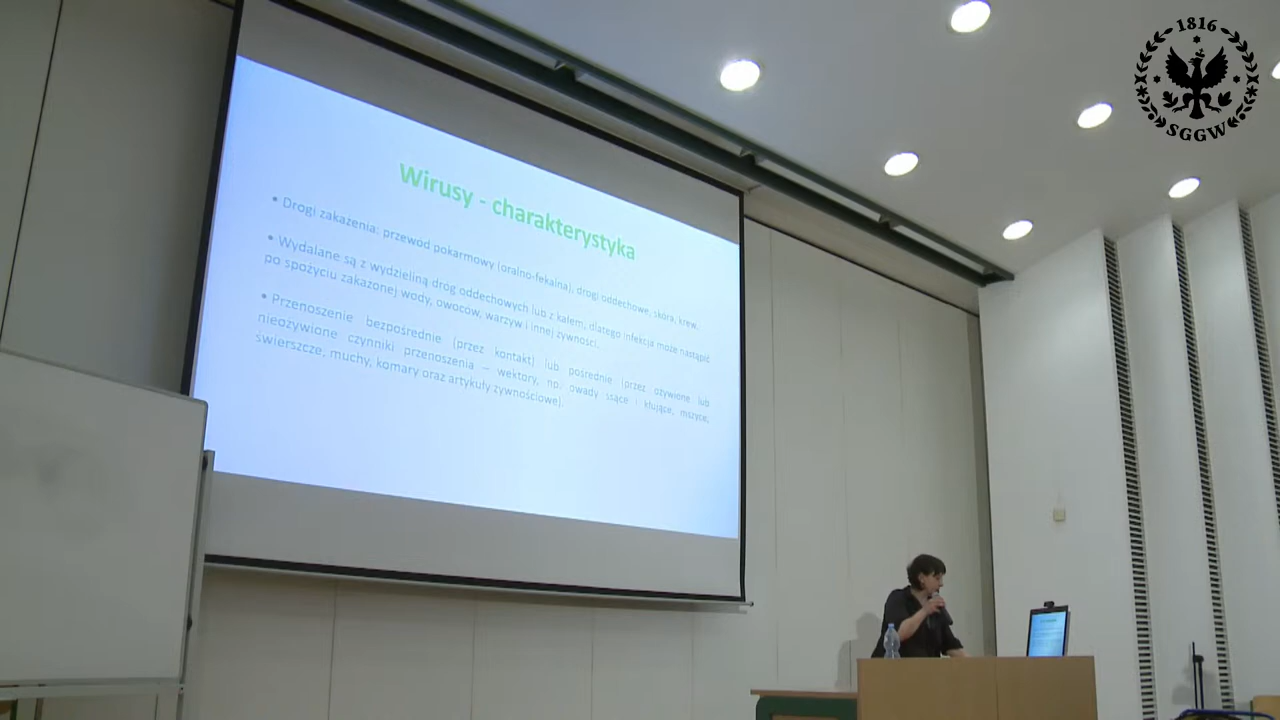 1816
SGGW
Wirusy - charakterystyka
• Drogi zakażenia: przewód pokarmowy (oralno-fekalna), drogi oddechowe, skóra, krew.
• Wydalane są z wydzieliną dróg oddechowych lub z kałem, dlatego infekcja może nastąpić
po spożyciu zakażonej wody, owoców, warzyw i innej żywności.
• Przenoszenie bezpośrednie (przez kontakt) lub pośrednie (przez ożywione lub
nieożywione czynniki przenoszenia – wektory, np. owady ssące i kłujące, mszyce,
świerszcze, muchy, komary oraz artykuły żywnościowe).